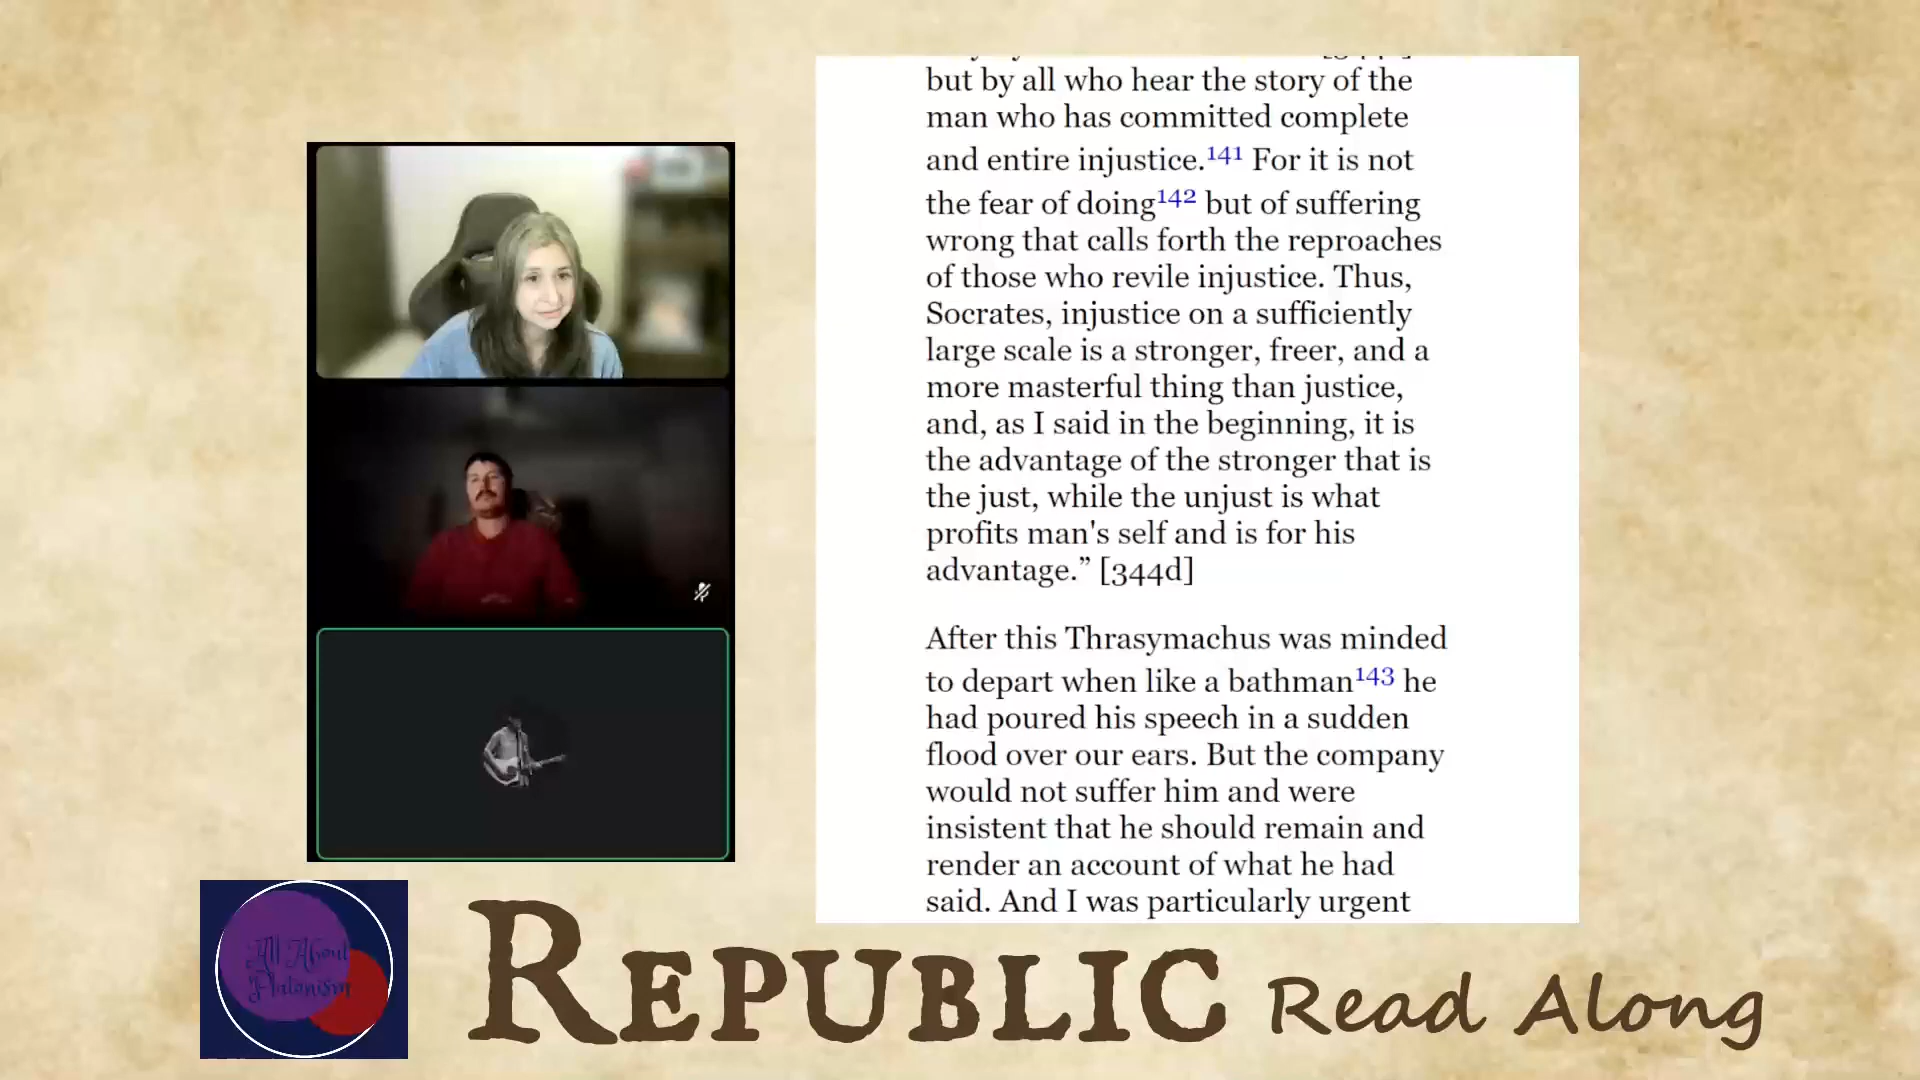 but by all who hear the story of the
man who has committed complete
and entire injustice.141 For it is not
the fear of doing142 but of suffering
wrong that calls forth the reproaches
of those who revile injustice. Thus,
Socrates, injustice on a sufficiently
large scale is a stronger, freer, and a
more masterful thing than justice,
and, as I said in the beginning, it is
the advantage of the stronger that is
the just, while the unjust is what
profits man's self and is for his
advantage.” [344d]
After this Thrasymachus was minded
to depart when like a bathman143 he
had poured his speech in a sudden
flood over our ears. But the company
would not suffer him and were
insistent that he should remain and
render an account of what he had
said. And I was particularly urgent
All About
Platonism
REPUBLIC Read Along